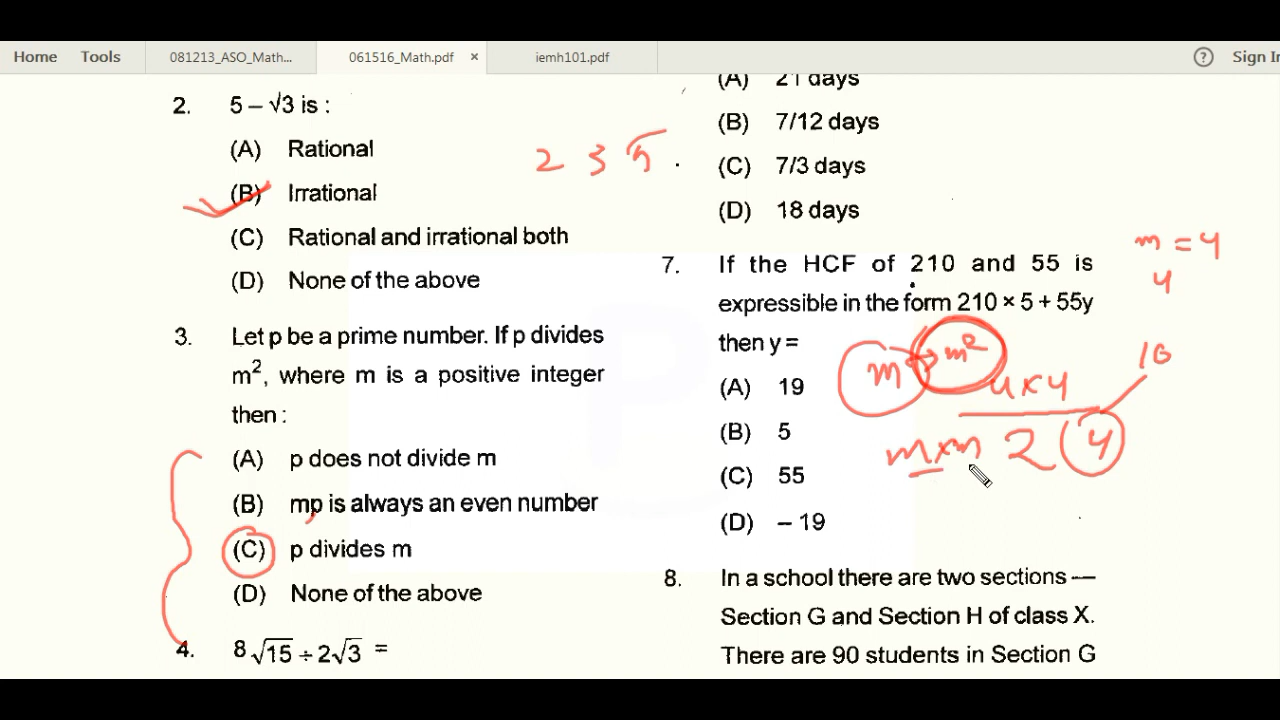 Home Tools 081213_ASO_Math... 061516_Math.pdf × iemh101.pdf ? Sign In
2. 5 – √3 is :
(A) Rational
(B) Irrational
(C) Rational and irrational both
(D) None of the above
2 3 5
3. Let p be a prime number. If p divides
m², where m is a positive integer
then :
(A) p does not divide m
(B) mp is always an even number
(C) p divides m
(D) None of the above
4. 8√15 ÷ 2√3 =
(A) 21 days
(B) 7/12 days
(C) 7/3 days
(D) 18 days
7. If the HCF of 210 and 55 is
expressible in the form 210 × 5 + 55y
then y =
(A) 19
(B) 5
(C) 55
(D) – 19
m = 4
4
m → m²
4 × 4
16
m × m 2 4
8. In a school there are two sections —
Section G and Section H of class X.
There are 90 students in Section G